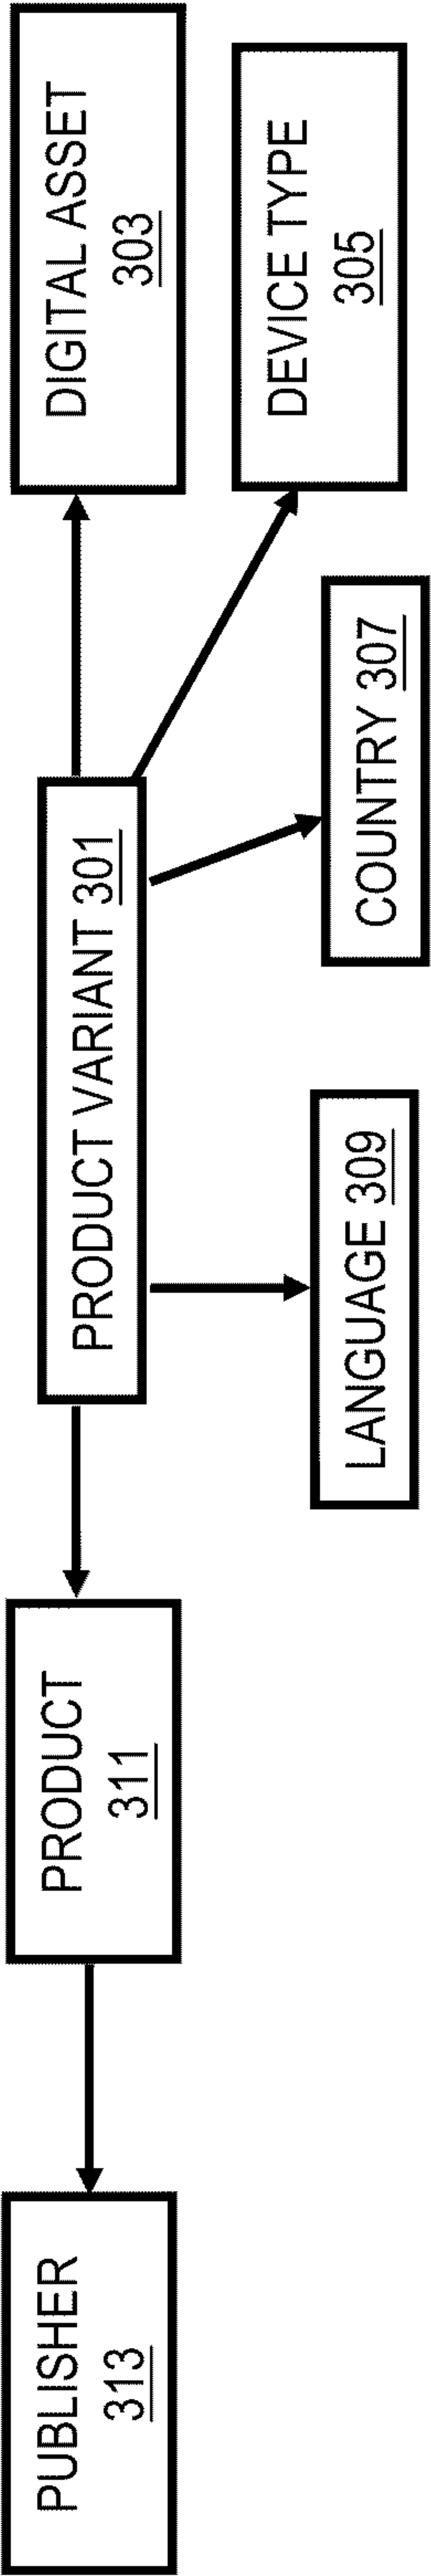 PUBLISHER
313
PRODUCT
311
PRODUCT VARIANT 301
DIGITAL ASSET
303
DEVICE TYPE
305
COUNTRY 307
LANGUAGE 309